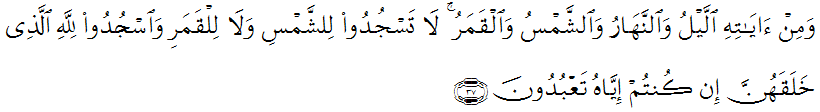 وَمِنْ ءَايَـٰتِهِ ٱلَّيْلُ وَٱلنَّهَارُ وَٱلشَّمْسُ وَٱلْقَمَرُ ۚ لَا تَسْجُدُوا۟ لِلشَّمْسِ وَلَا لِلْقَمَرِ وَٱسْجُدُوا۟ لِلَّهِ ٱلَّذِى
خَلَقَهُنَّ إِن كُنتُمْ إِيَّاهُ تَعْبُدُونَ ﴿٣٧﴾